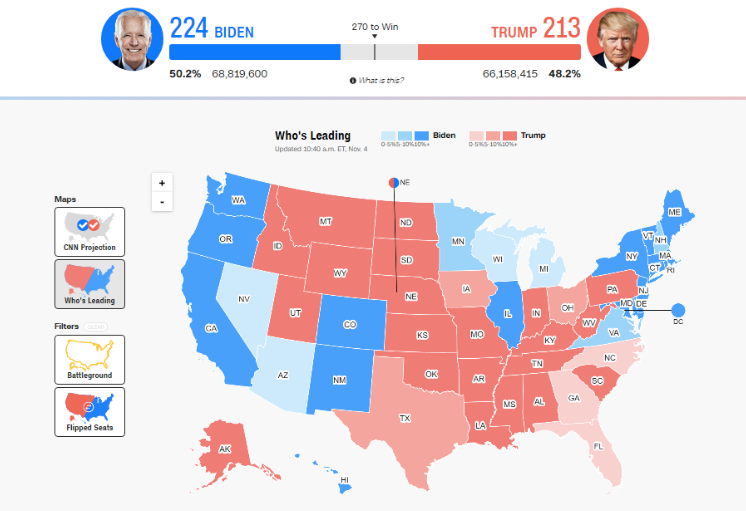 224 BIDEN
270 to Win
TRUMP 213
50.2% 68,819,600
What is this?
66,158,415 48.2%
Who's Leading
Updated 10:40 a.m. ET, Nov. 4
Biden
0-5% 5-10% 10%+
Trump
0-5% 5-10% 10%+
+
-
Maps
CNN Projection
Who's Leading
Filters
CLEAR
Battleground
Flipped Seats
NE
WA
MT
ND
MN
ME
VT
NH
OR
ID
SD
WI
MI
NY
MA
CT
RI
WY
IA
PA
NJ
NV
NE
OH
MD
DE
UT
CO
IL
IN
WV
DC
CA
KS
MO
KY
VA
AZ
NM
OK
AR
TN
NC
SC
MS
AL
GA
TX
LA
FL
AK
HI